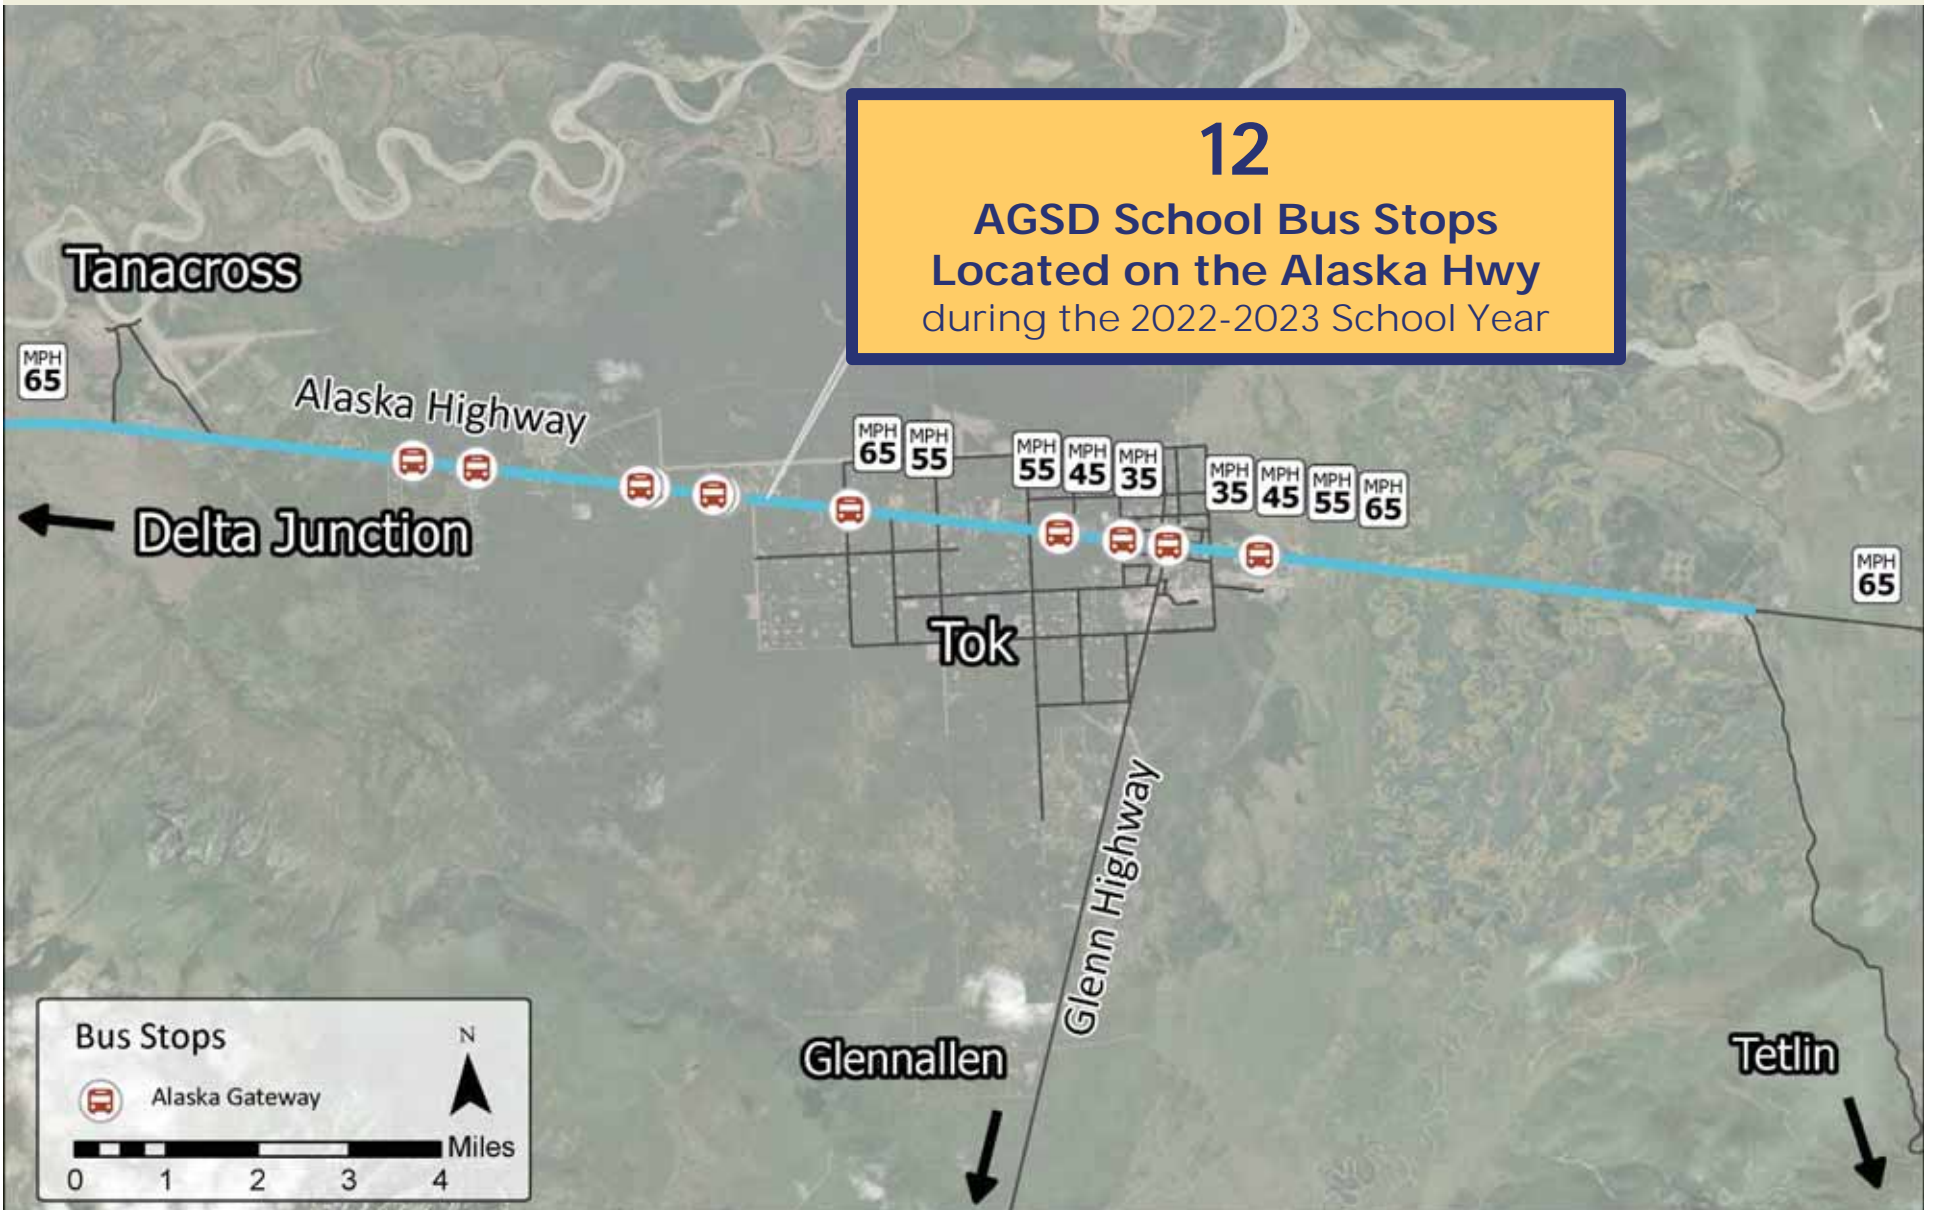 12
AGSD School Bus Stops
Located on the Alaska Hwy
during the 2022-2023 School Year
Tanacross
MPH
65
Alaska Highway
MPH
65
MPH
55
MPH
55
MPH
45
MPH
35
MPH
35
MPH
45
MPH
55
MPH
65
Delta Junction
MPH
65
Tok
Glenn Highway
Glennallen
Tetlin
Bus Stops
N
Alaska Gateway
Miles
0 1 2 3 4